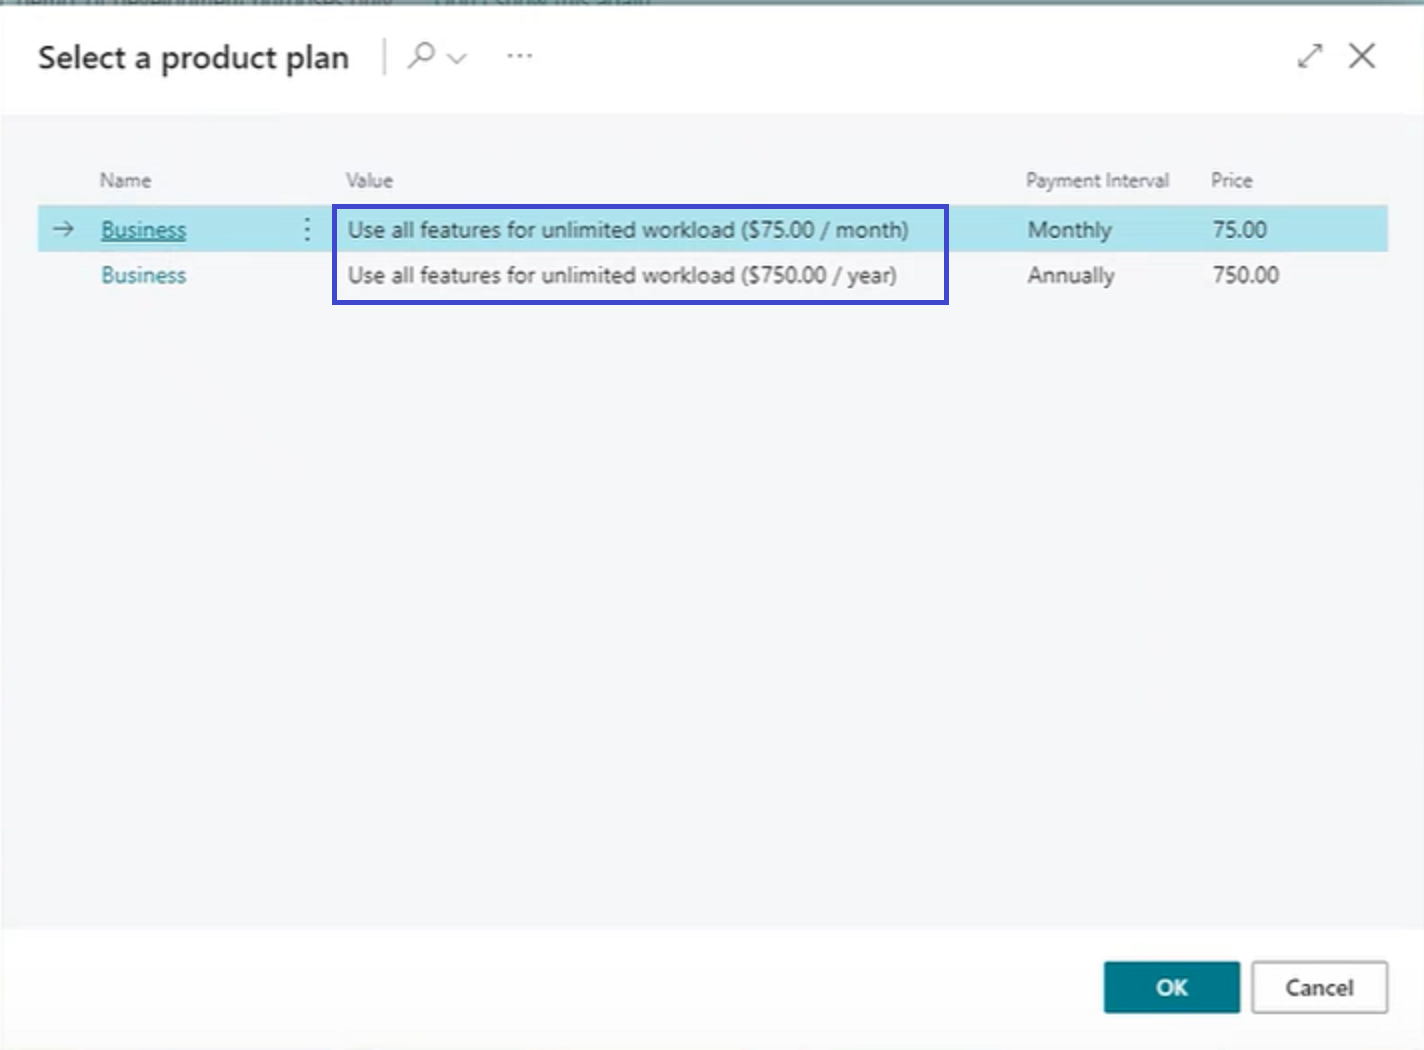 Select a product plan
Name Value Payment Interval Price
Business Use all features for unlimited workload ($75.00 / month) Monthly 75.00
Business Use all features for unlimited workload ($750.00 / year) Annually 750.00
OK Cancel